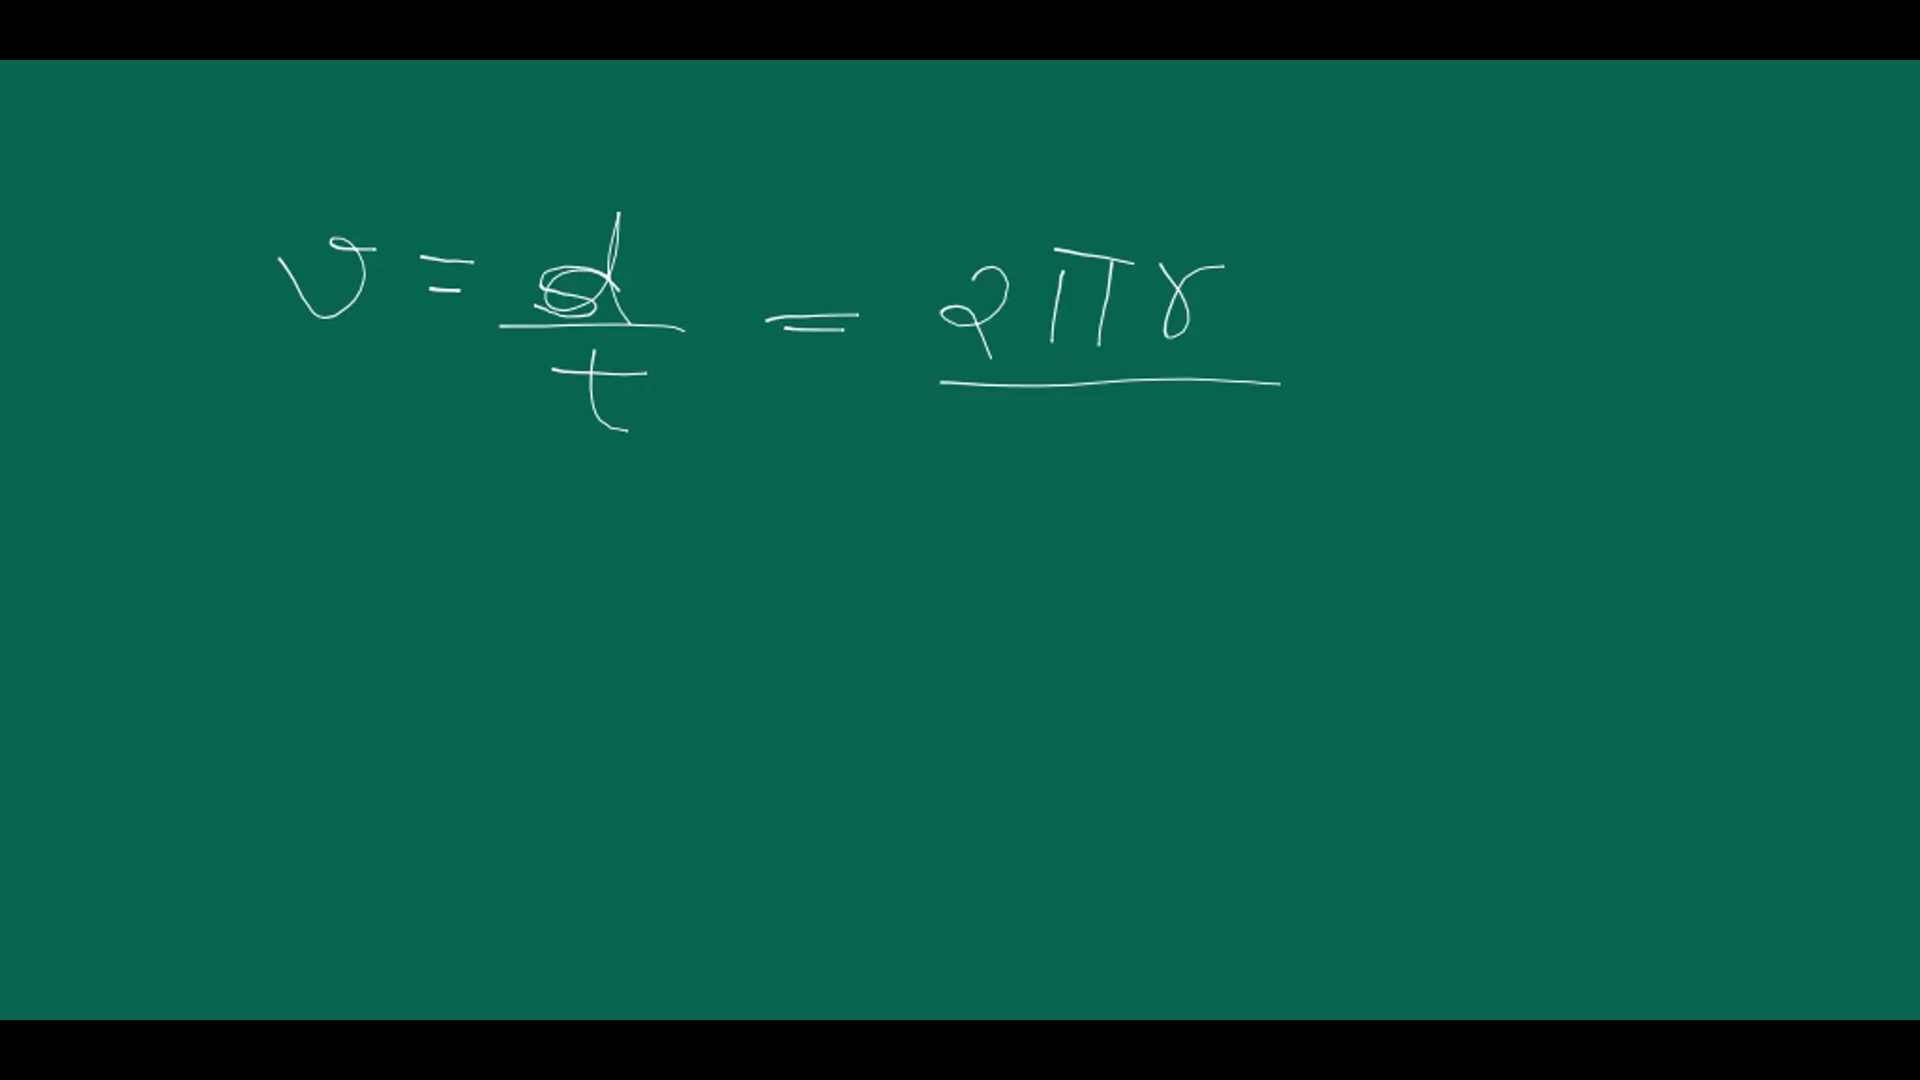 v = d/t = 2πr/